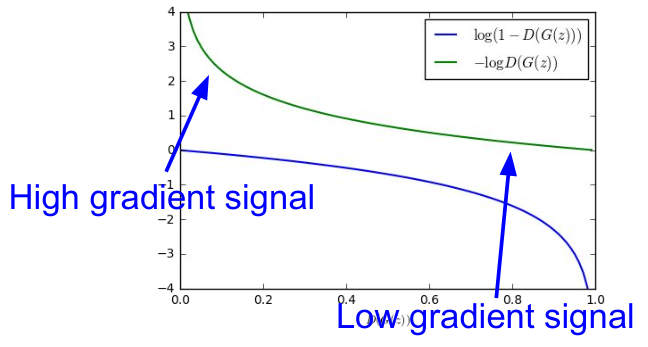 4
3
2
1
0
−1
−2
−3
−4
0.0 0.2 0.4 0.6 0.8 1.0
log(1 − D(G(z)))
−logD(G(z))
High gradient signal
Low gradient signal
D(G(z))